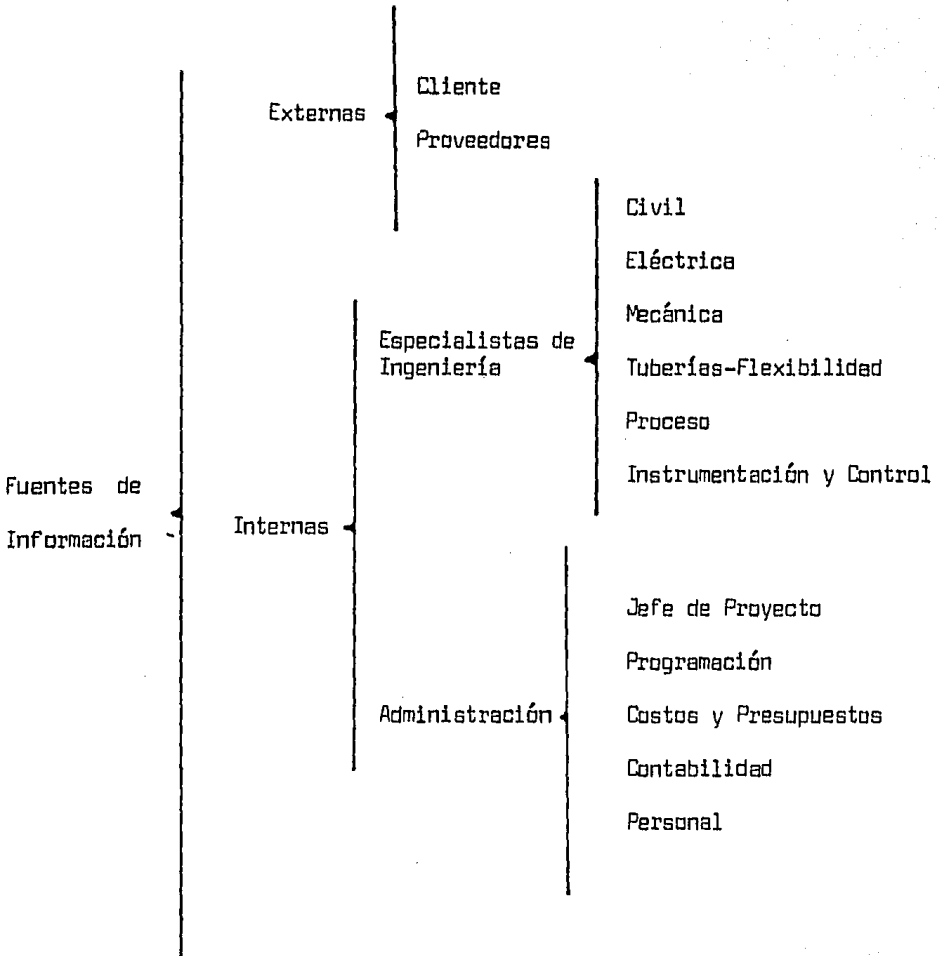 Fuentes de
Información
Externas
Cliente
Proveedores
Internas
Especialistas de
Ingeniería
Civil
Eléctrica
Mecánica
Tuberías-Flexibilidad
Proceso
Instrumentación y Control
Administración
Jefe de Proyecto
Programación
Costos y Presupuestos
Contabilidad
Personal